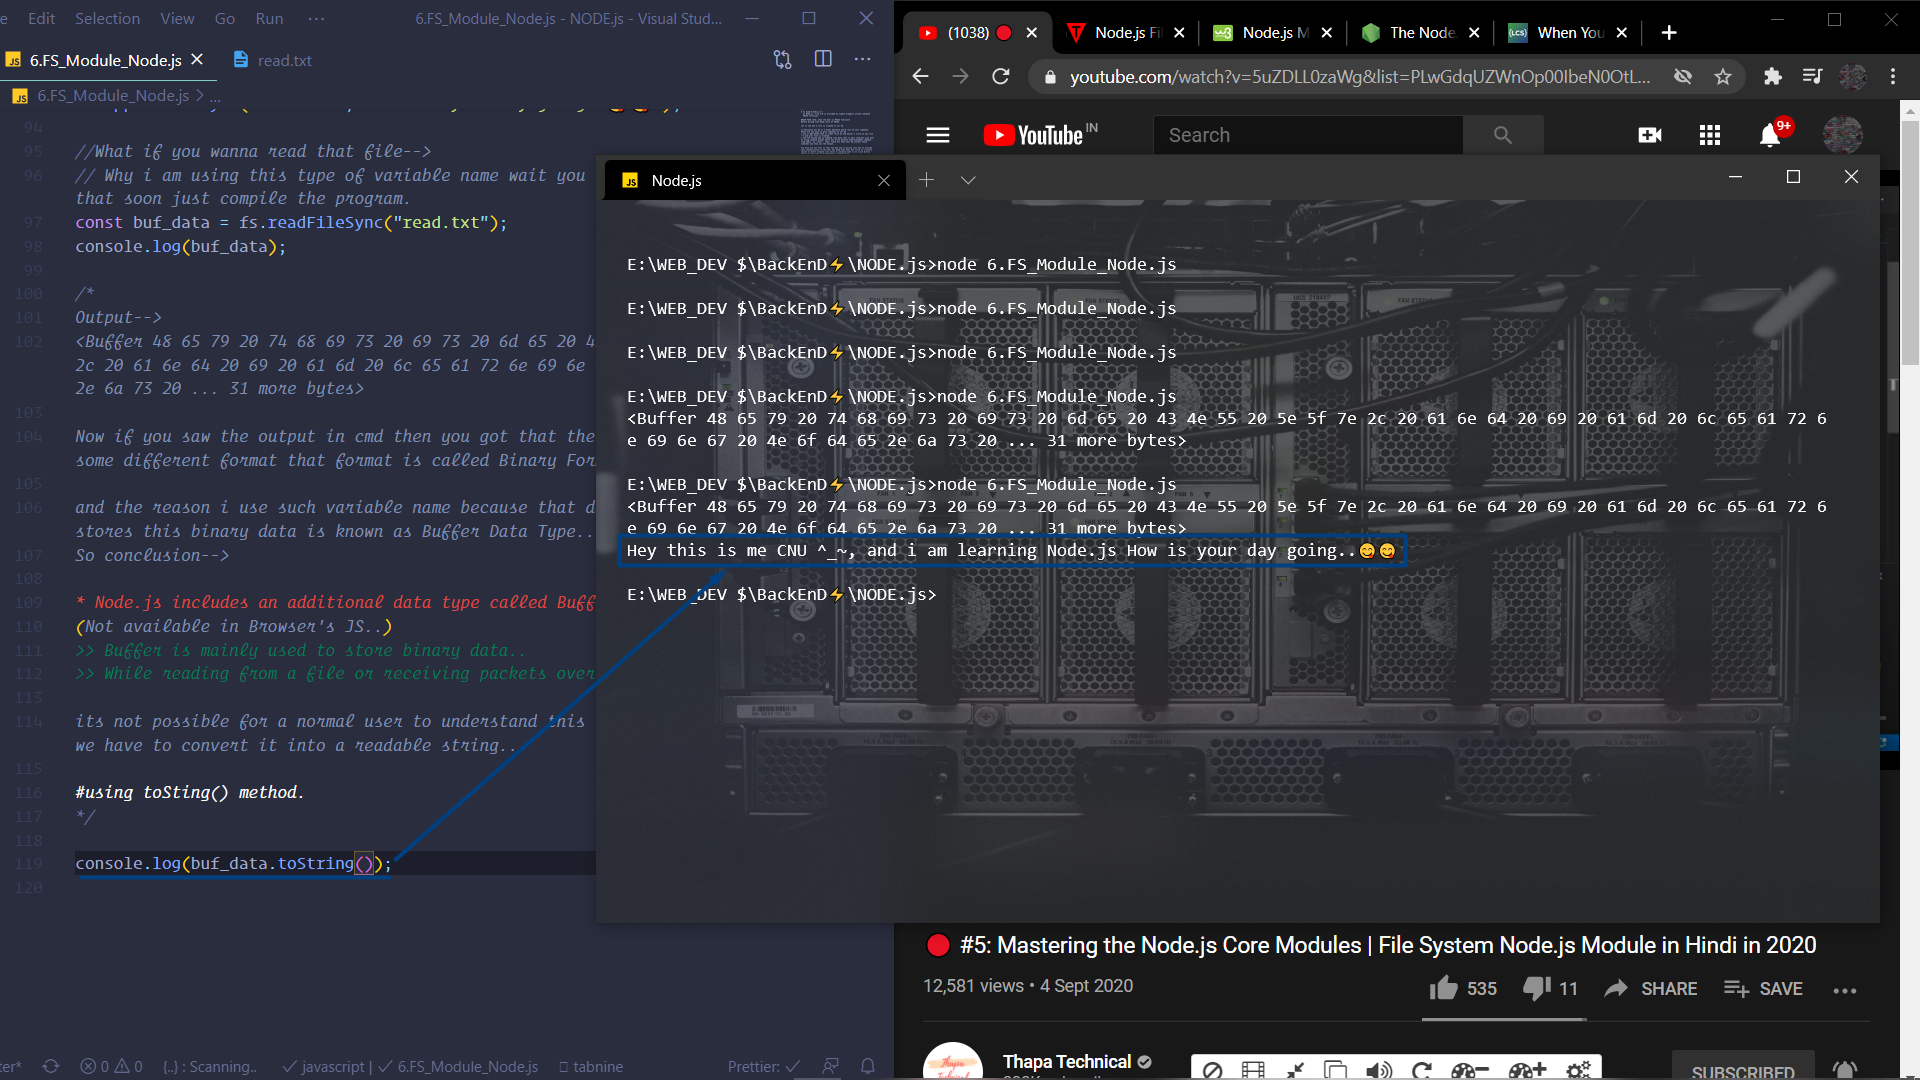 Edit Selection View Go Run ··· 6.FS_Module_Node.js - NODE.js - Visual Stud...
6.FS_Module_Node.js read.txt
6.FS_Module_Node.js > ...
94
95 //What if you wanna read that file-->
96 // Why i am using this type of variable name wait you
that soon just compile the program.
97 const buf_data = fs.readFileSync("read.txt");
98 console.log(buf_data);
99
100 /*
101 Output-->
102 <Buffer 48 65 79 20 74 68 69 73 20 69 73 20 6d 65 20 4
2c 20 61 6e 64 20 69 20 61 6d 20 6c 65 61 72 6e 69 6e
2e 6a 73 20 ... 31 more bytes>
103
104 Now if you saw the output in cmd then you got that the
some different format that format is called Binary For
105
106 and the reason i use such variable name because that d
stores this binary data is known as Buffer Data Type..
107 So conclusion-->
108
109 * Node.js includes an additional data type called Buff
110 (Not available in Browser's JS..)
111 >> Buffer is mainly used to store binary data..
112 >> While reading from a file or receiving packets over
113
114 its not possible for a normal user to understand this
we have to convert it into a readable string..
115
116 #using toSting() method.
117 */
118
119 console.log(buf_data.toString());
120
ter* 0 0 {..} : Scanning.. javascript | 6.FS_Module_Node.js tabnine Prettier:
(1038) Node.js Fi Node.js M The Node. When You
youtube.com/watch?v=5uZDLL0zaWg&list=PLwGdqUZWnOp00IbeN0OtL...
YouTube IN Search 9+
Node.js
E:\WEB_DEV $\BackEnD⚡\NODE.js>node 6.FS_Module_Node.js
E:\WEB_DEV $\BackEnD⚡\NODE.js>node 6.FS_Module_Node.js
E:\WEB_DEV $\BackEnD⚡\NODE.js>node 6.FS_Module_Node.js
E:\WEB_DEV $\BackEnD⚡\NODE.js>node 6.FS_Module_Node.js
<Buffer 48 65 79 20 74 68 69 73 20 69 73 20 6d 65 20 43 4e 55 20 5e 5f 7e 2c 20 61 6e 64 20 69 20 61 6d 20 6c 65 61 72 6
e 69 6e 67 20 4e 6f 64 65 2e 6a 73 20 ... 31 more bytes>
E:\WEB_DEV $\BackEnD⚡\NODE.js>node 6.FS_Module_Node.js
<Buffer 48 65 79 20 74 68 69 73 20 69 73 20 6d 65 20 43 4e 55 20 5e 5f 7e 2c 20 61 6e 64 20 69 20 61 6d 20 6c 65 61 72 6
e 69 6e 67 20 4e 6f 64 65 2e 6a 73 20 ... 31 more bytes>
Hey this is me CNU ^_~, and i am learning Node.js How is your day going..😋😋
E:\WEB_DEV $\BackEnD⚡\NODE.js>
🔴 #5: Mastering the Node.js Core Modules | File System Node.js Module in Hindi in 2020
12,581 views • 4 Sept 2020
535 11 SHARE SAVE
Thapa Technical
SUBSCRIBED